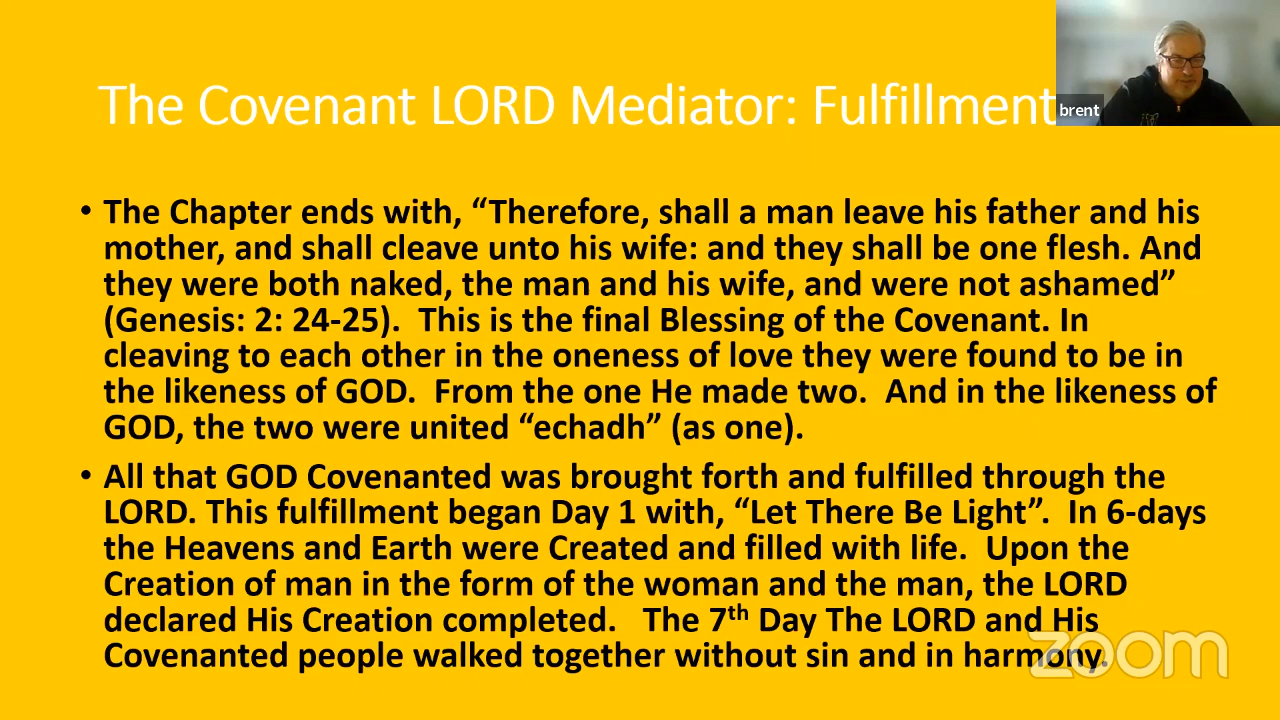 The Covenant LORD Mediator: Fulfillment
brent
• The Chapter ends with, “Therefore, shall a man leave his father and his
mother, and shall cleave unto his wife: and they shall be one flesh. And
they were both naked, the man and his wife, and were not ashamed”
(Genesis: 2: 24-25).  This is the final Blessing of the Covenant. In
cleaving to each other in the oneness of love they were found to be in
the likeness of GOD.  From the one He made two.  And in the likeness of
GOD, the two were united “echadh” (as one).
• All that GOD Covenanted was brought forth and fulfilled through the
LORD. This fulfillment began Day 1 with, “Let There Be Light”.  In 6-days
the Heavens and Earth were Created and filled with life.  Upon the
Creation of man in the form of the woman and the man, the LORD
declared His Creation completed.   The 7th Day The LORD and His
Covenanted people walked together without sin and in harmony.
zoom